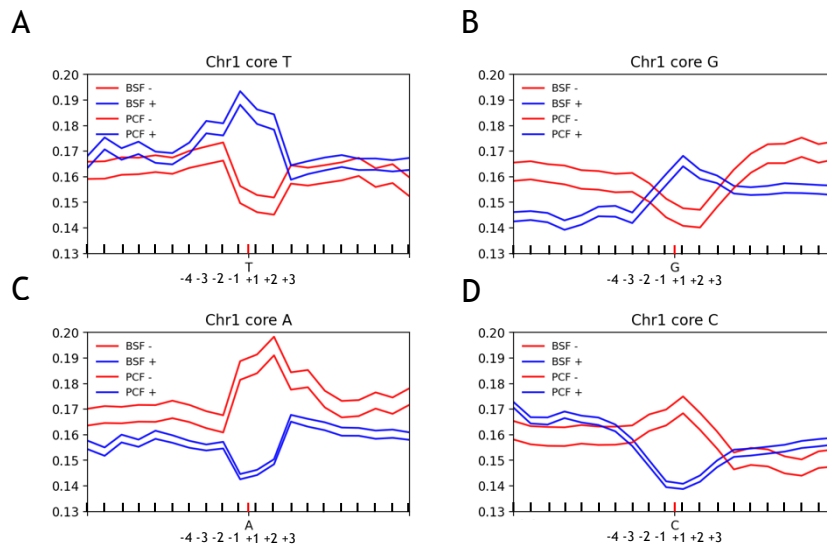 A
Chr1 core T
0.20
0.19
0.18
0.17
0.16
0.15
0.14
0.13
BSF -
BSF +
PCF -
PCF +
T
-4 -3 -2 -1 +1 +2 +3
B
Chr1 core G
0.20
0.19
0.18
0.17
0.16
0.15
0.14
0.13
BSF -
BSF +
PCF -
PCF +
G
-4 -3 -2 -1 +1 +2 +3
C
Chr1 core A
0.20
0.19
0.18
0.17
0.16
0.15
0.14
0.13
BSF -
BSF +
PCF -
PCF +
A
-4 -3 -2 -1 +1 +2 +3
D
Chr1 core C
0.20
0.19
0.18
0.17
0.16
0.15
0.14
0.13
BSF -
BSF +
PCF -
PCF +
C
-4 -3 -2 -1 +1 +2 +3